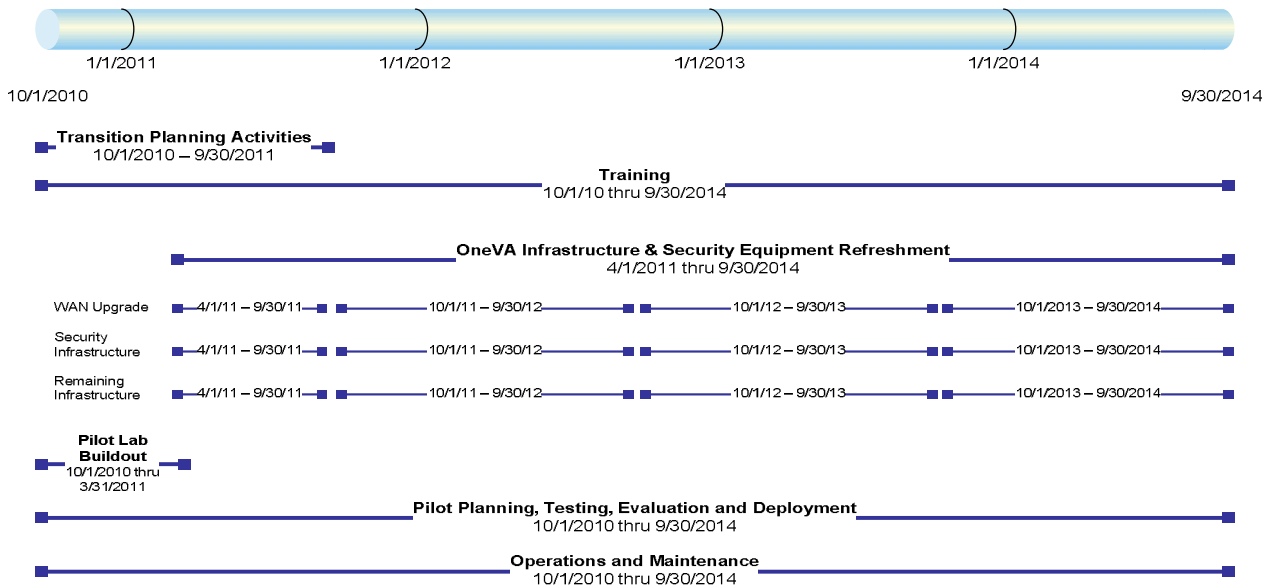 1/1/2011 1/1/2012 1/1/2013 1/1/2014
10/1/2010 9/30/2014
Transition Planning Activities
10/1/2010 – 9/30/2011
Training
10/1/10 thru 9/30/2014
OneVA Infrastructure & Security Equipment Refreshment
4/1/2011 thru 9/30/2014
WAN Upgrade 4/1/11 – 9/30/11 10/1/11 – 9/30/12 10/1/12 – 9/30/13 10/1/2013 – 9/30/2014
Security
Infrastructure 4/1/11 – 9/30/11 10/1/11 – 9/30/12 10/1/12 – 9/30/13 10/1/2013 – 9/30/2014
Remaining
Infrastructure 4/1/11 – 9/30/11 10/1/11 – 9/30/12 10/1/12 – 9/30/13 10/1/2013 – 9/30/2014
Pilot Lab
Buildout
10/1/2010 thru
3/31/2011
Pilot Planning, Testing, Evaluation and Deployment
10/1/2010 thru 9/30/2014
Operations and Maintenance
10/1/2010 thru 9/30/2014